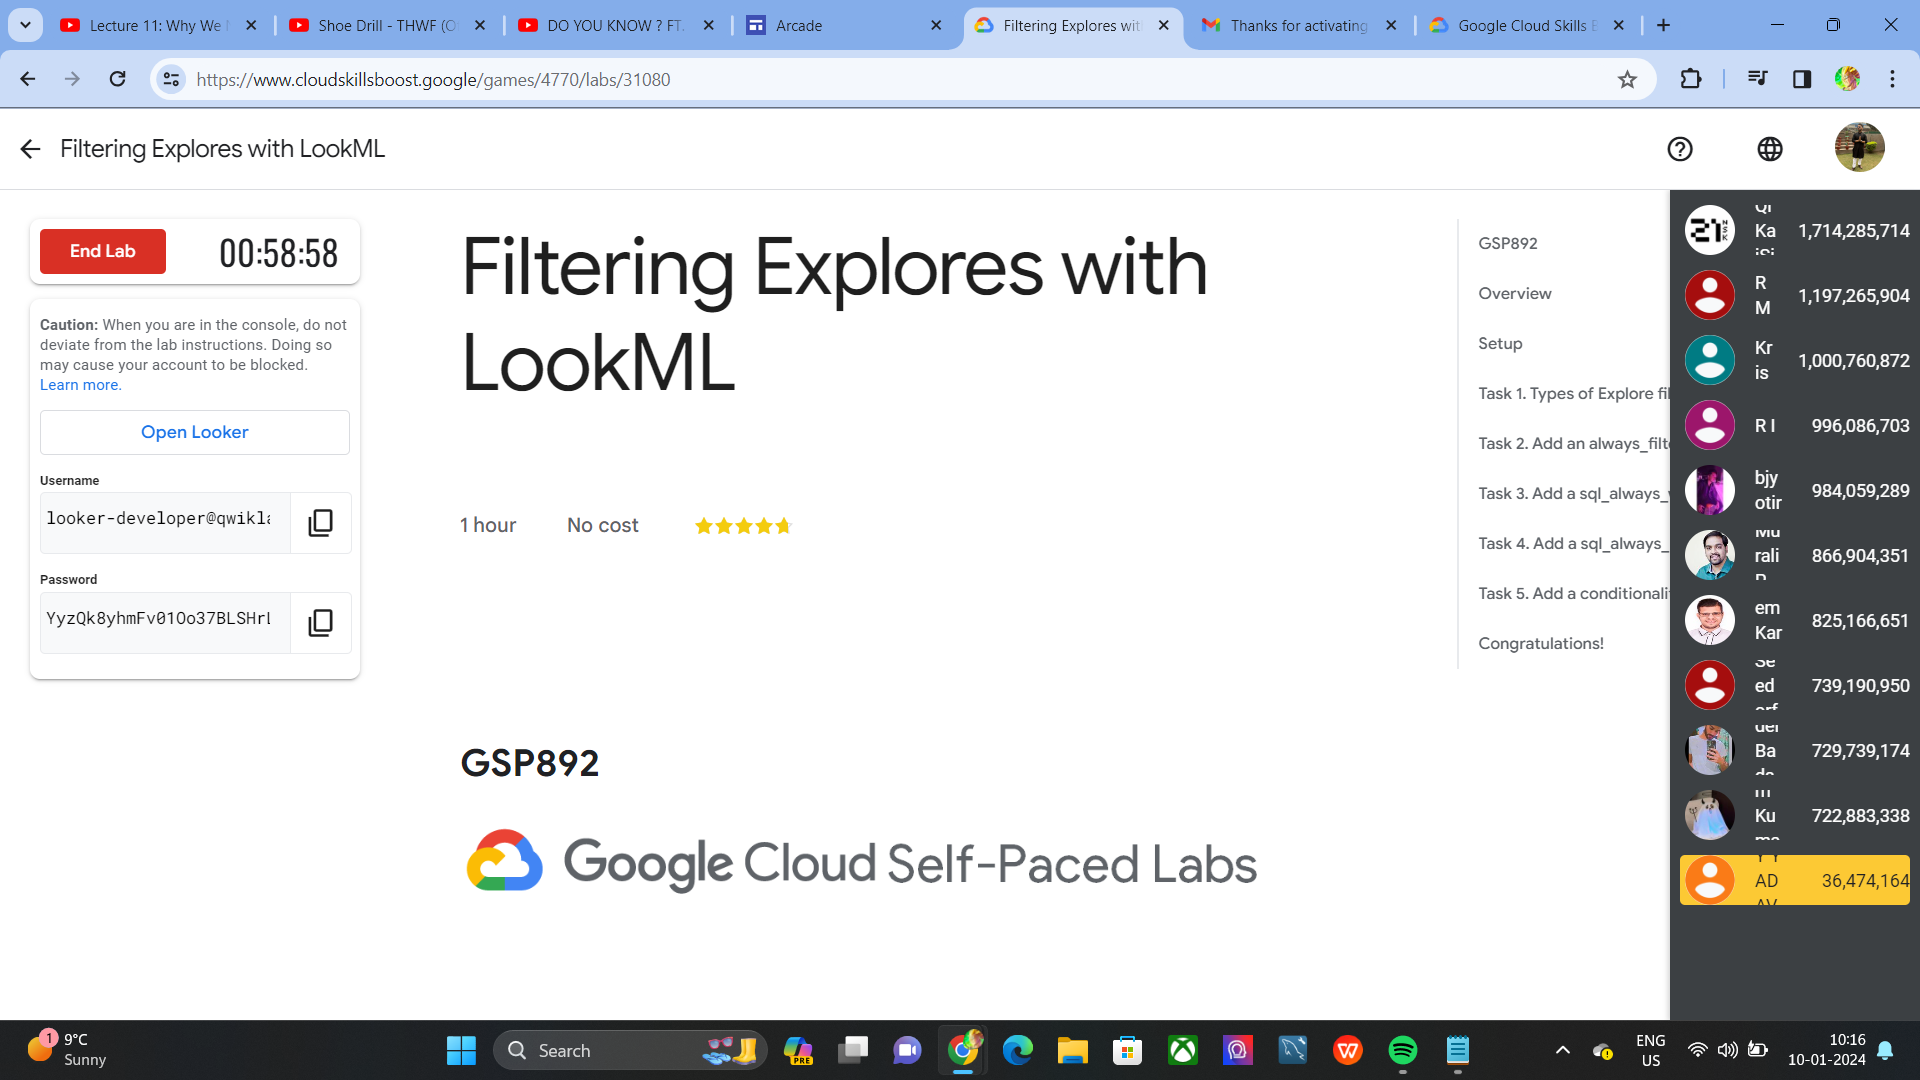 Lecture 11: Why We
Shoe Drill - THWF (O
DO YOU KNOW ? FT.
Arcade
Filtering Explores wit
Thanks for activating
Google Cloud Skills
https://www.cloudskillsboost.google/games/4770/labs/31080
Filtering Explores with LookML
End Lab
00:58:58
Caution: When you are in the console, do not
deviate from the lab instructions. Doing so
may cause your account to be blocked.
Learn more.
Open Looker
Username
looker-developer@qwikla
Password
YyzQk8yhmFv01Oo37BLSHrL
Filtering Explores with
LookML
1 hour
No cost
GSP892
Google Cloud Self-Paced Labs
GSP892
Overview
Setup
Task 1. Types of Explore fil
Task 2. Add an always_filt
Task 3. Add a sql_always_
Task 4. Add a sql_always_
Task 5. Add a conditionali
Congratulations!
21
NSK
Ka
1,714,285,714
R
M
1,197,265,904
Kr
is
1,000,760,872
R I
996,086,703
bjy
otir
984,059,289
rali
866,904,351
em
Kar
825,166,651
ed
739,190,950
Ba
729,739,174
Ku
722,883,338
AD
36,474,164
1
9°C
Sunny
Search
PRE
ENG
US
10:16
10-01-2024